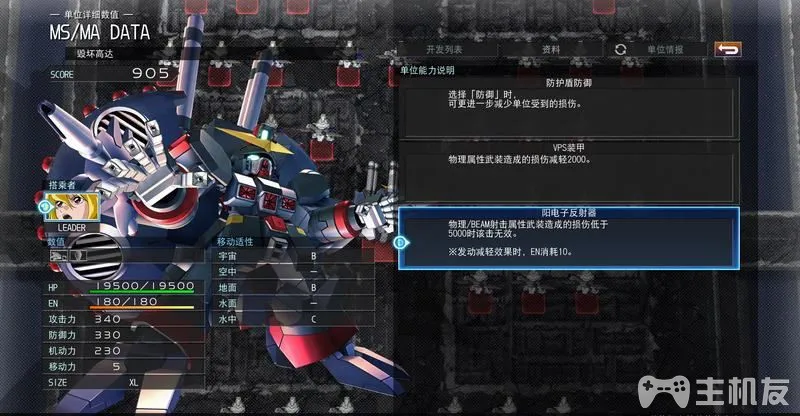 单位详细数值
MS/MA DATA
毁坏高达
SCORE 905
搭乘者
LEADER
数值
HP 19500/19500
EN 180/180
攻击力 340
防御力 330
机动力 230
移动力 5
SIZE XL
移动适性
宇宙 B
空中 —
地面 B
水面 —
水中 C
开发列表 资料 单位情报
单位能力说明
防护盾防御
选择「防御」时，
可更进一步减少单位受到的损伤。
VPS装甲
物理属性武装造成的损伤减轻2000。
阳电子反射器
物理/BEAM射击属性武装造成的损伤低于
5000时该击无效。
※发动减轻效果时，EN消耗10。
主机友